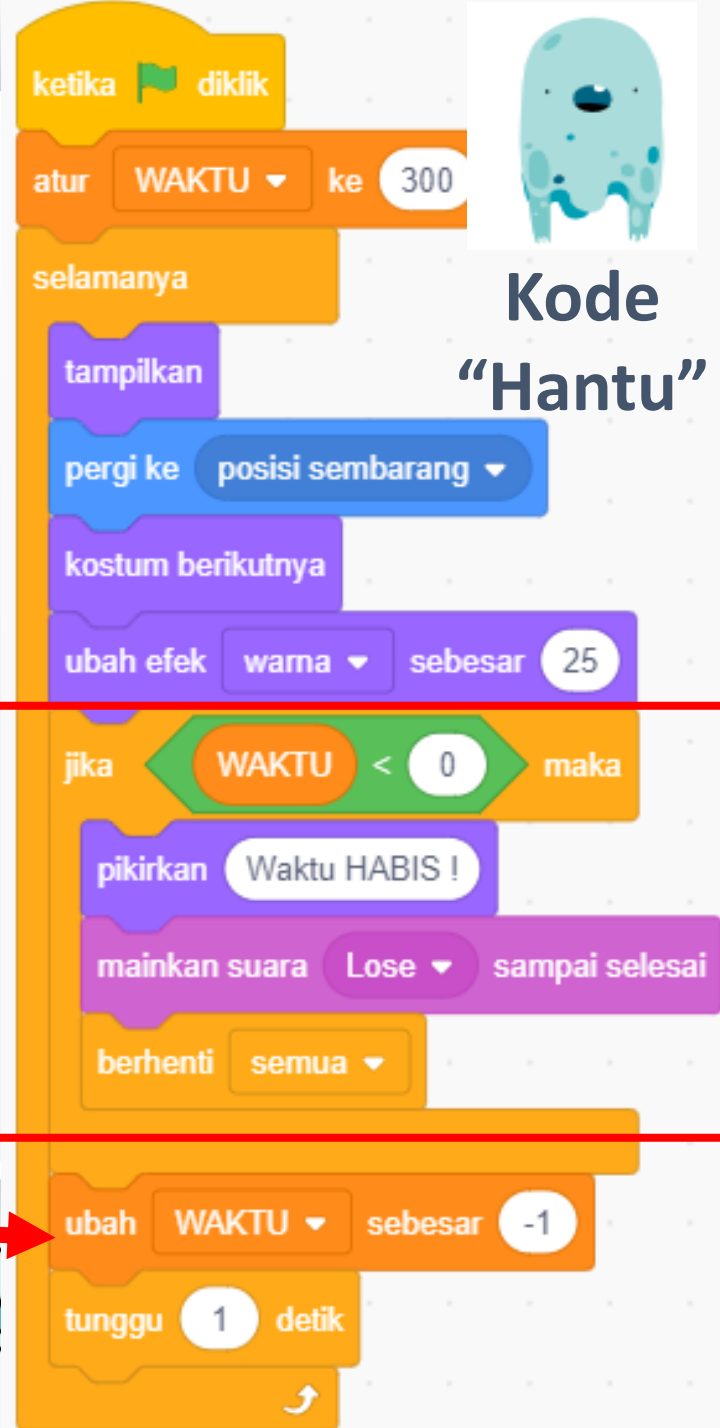 ketika diklik
atur WAKTU ke 300
selamanya
Kode
“Hantu”
tampilkan
pergi ke posisi sembarang
kostum berikutnya
ubah efek warna sebesar 25
jika WAKTU < 0 maka
pikirkan Waktu HABIS !
mainkan suara Lose sampai selesai
berhenti semua
ubah WAKTU sebesar -1
tunggu 1 detik